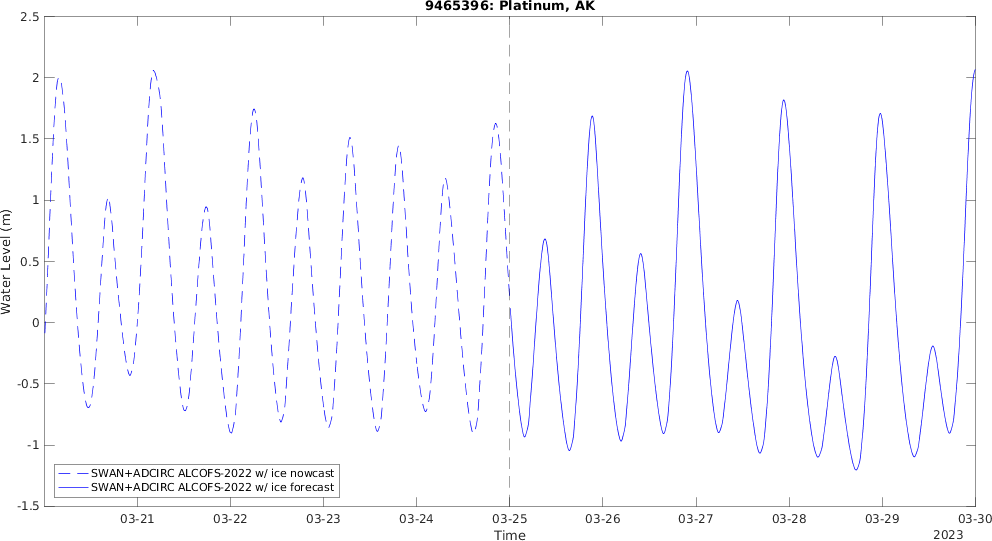 9465396: Platinum, AK
2.5
2
1.5
1
0.5
0
-0.5
-1
-1.5
Water Level (m)
SWAN+ADCIRC ALCOFS-2022 w/ ice nowcast
SWAN+ADCIRC ALCOFS-2022 w/ ice forecast
03-21 03-22 03-23 03-24 03-25 03-26 03-27 03-28 03-29 03-30
Time
2023